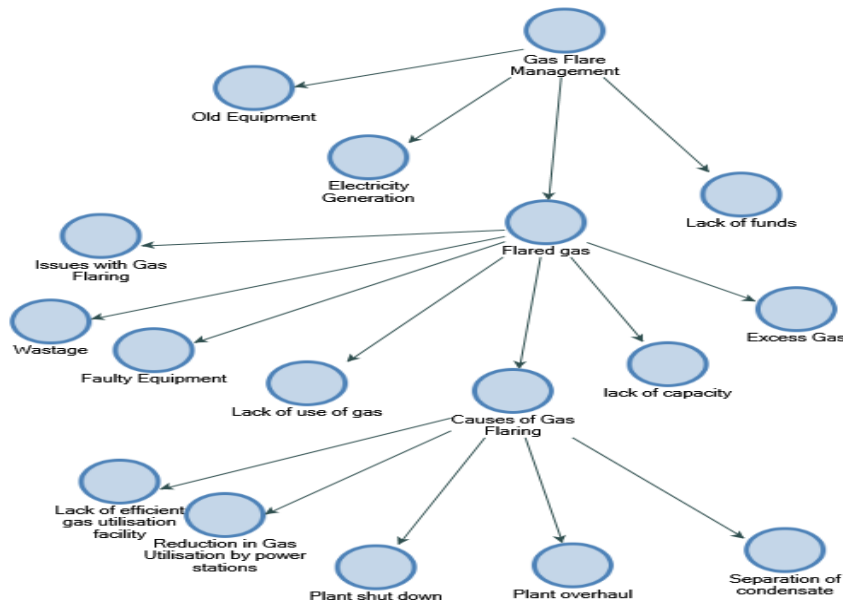 Gas Flare
Management
Old Equipment
Electricity
Generation
Lack of funds
Flared gas
Issues with Gas
Flaring
Wastage
Faulty Equipment
Lack of use of gas
Causes of Gas
Flaring
lack of capacity
Excess Gas
Lack of efficient
gas utilisation
facility
Reduction in Gas
Utilisation by power
stations
Plant shut down
Plant overhaul
Separation of
condensate